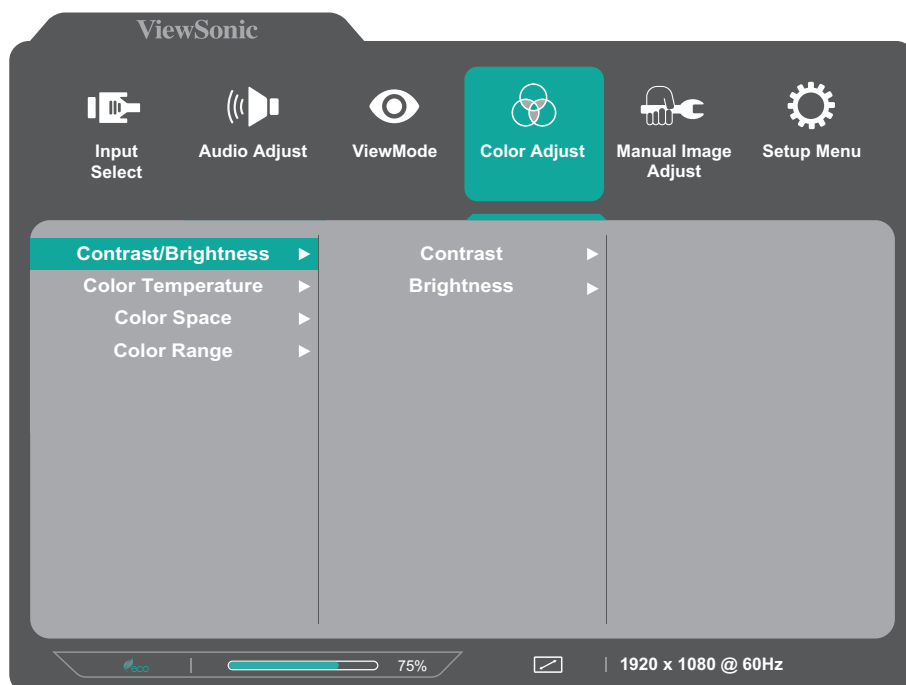 ViewSonic
Input
Select
Audio Adjust
ViewMode
Color Adjust
Manual Image
Adjust
Setup Menu
Contrast/Brightness
Contrast
Color Temperature
Brightness
Color Space
Color Range
eco
75%
1920 x 1080 @ 60Hz